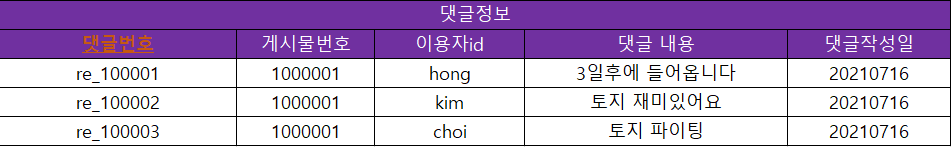 댓글정보
댓글번호 게시물번호 이용자id 댓글 내용 댓글작성일
re_100001 1000001 hong 3일후에 들어옵니다 20210716
re_100002 1000001 kim 토지 재미있어요 20210716
re_100003 1000001 choi 토지 파이팅 20210716